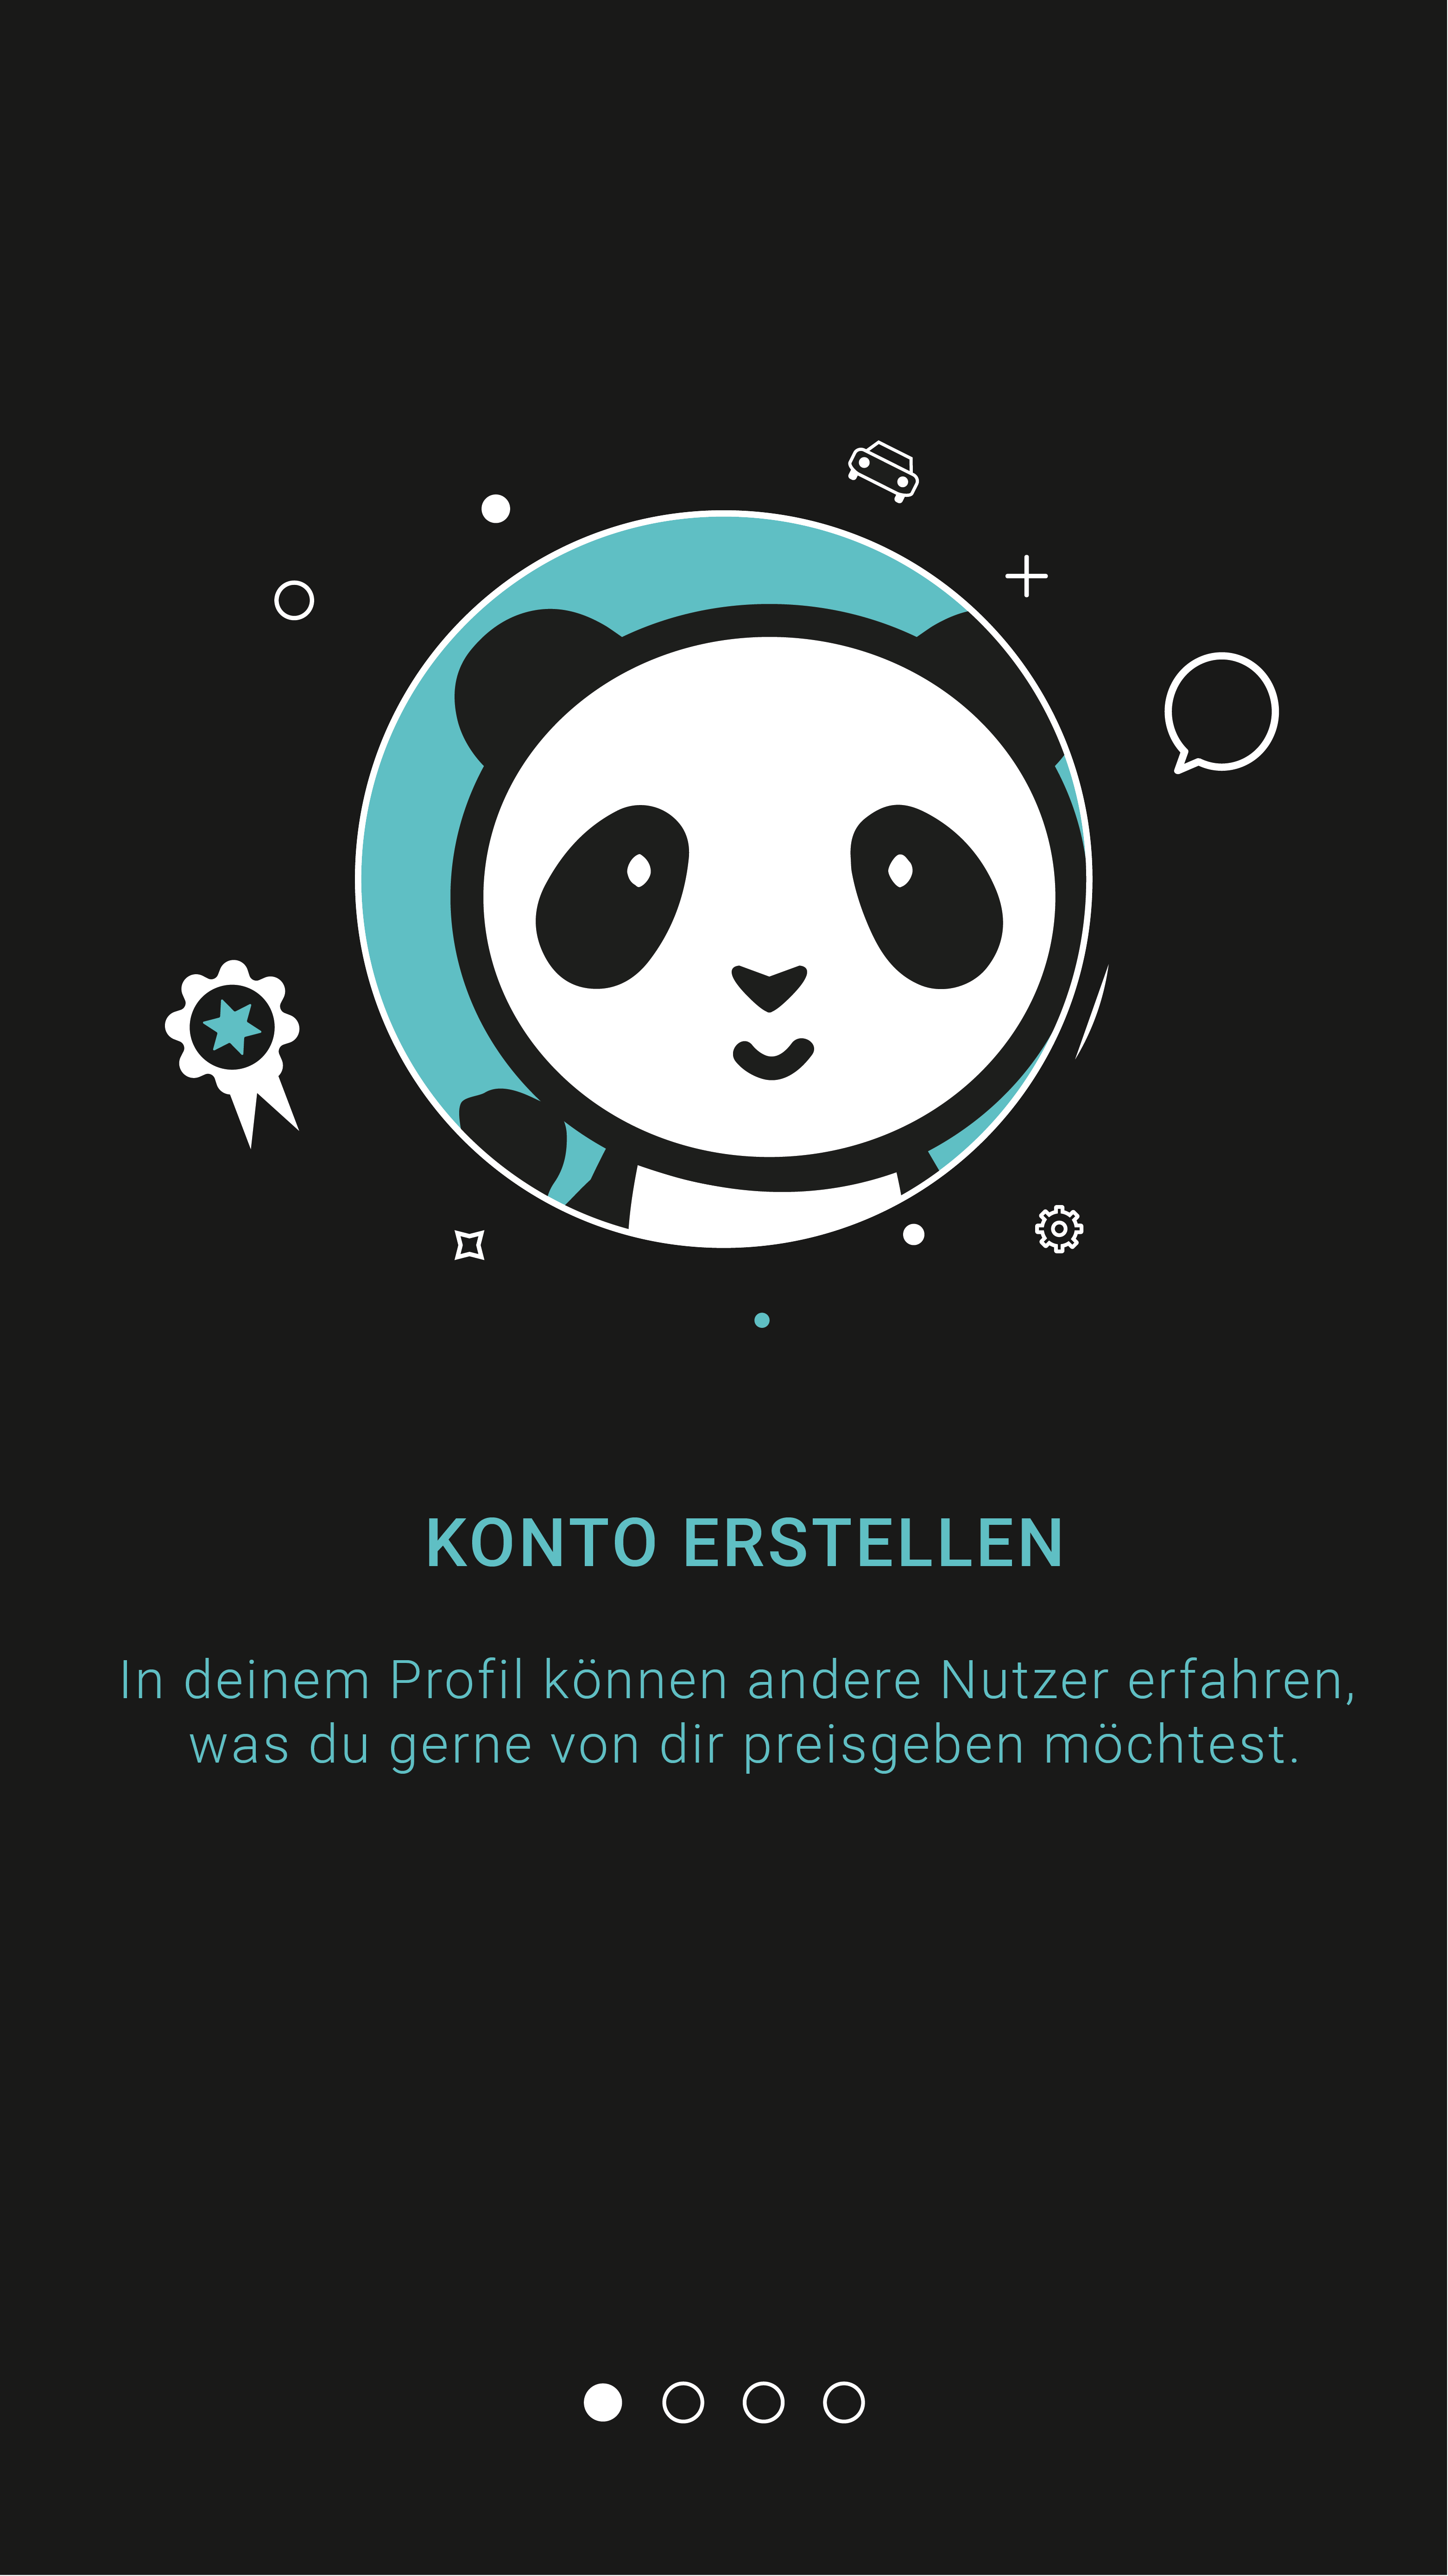 KONTO ERSTELLEN
In deinem Profil können andere Nutzer erfahren,
was du gerne von dir preisgeben möchtest.